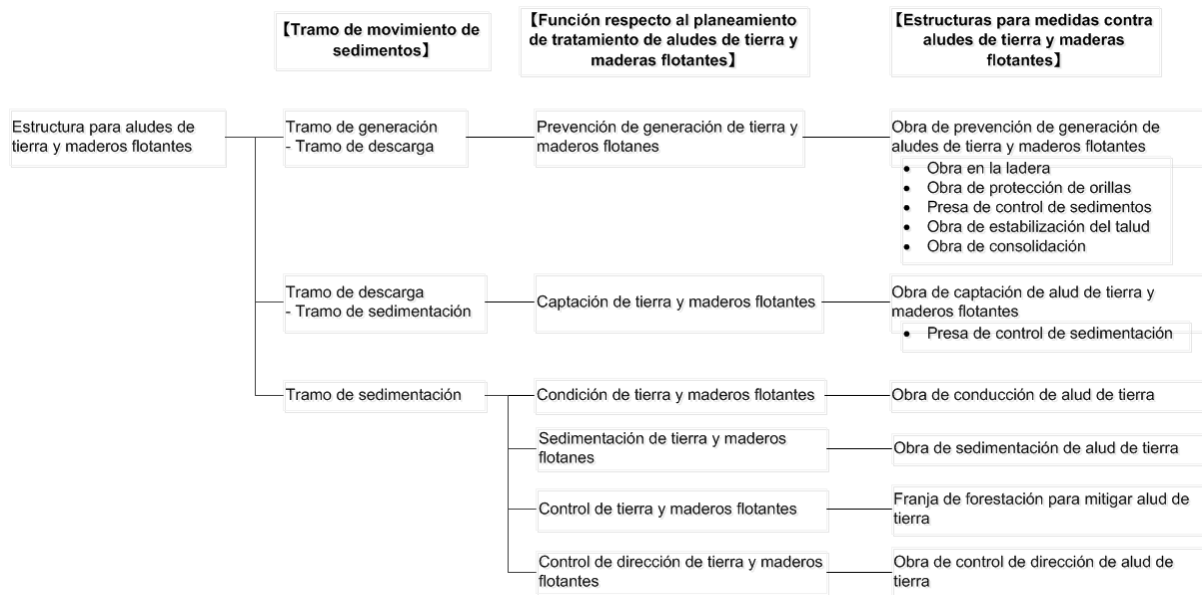 【Tramo de movimiento de
sedimentos】
【Función respecto al planeamiento
de tratamiento de aludes de tierra y
maderos flotantes】
【Estructuras para medidas contra
aludes de tierra y maderas
flotantes】
Estructura para aludes de
tierra y maderos flotantes
Tramo de generación
- Tramo de descarga
Prevención de generación de tierra y
maderos flotanes
Obra de prevención de generación de
aludes de tierra y maderos flotantes
• Obra en la ladera
• Obra de protección de orillas
• Presa de control de sedimentos
• Obra de estabilización del talud
• Obra de consolidación
Tramo de descarga
- Tramo de sedimentación
Captación de tierra y maderos flotantes
Obra de captación de alud de tierra y
maderos flotantes
• Presa de control de sedimentación
Tramo de sedimentación
Condición de tierra y maderos flotantes
Obra de conducción de alud de tierra
Sedimentación de tierra y maderos
flotanes
Obra de sedimentación de alud de tierra
Control de tierra y maderos flotantes
Franja de forestación para mitigar alud de
tierra
Control de dirección de tierra y maderos
flotantes
Obra de control de dirección de alud de
tierra